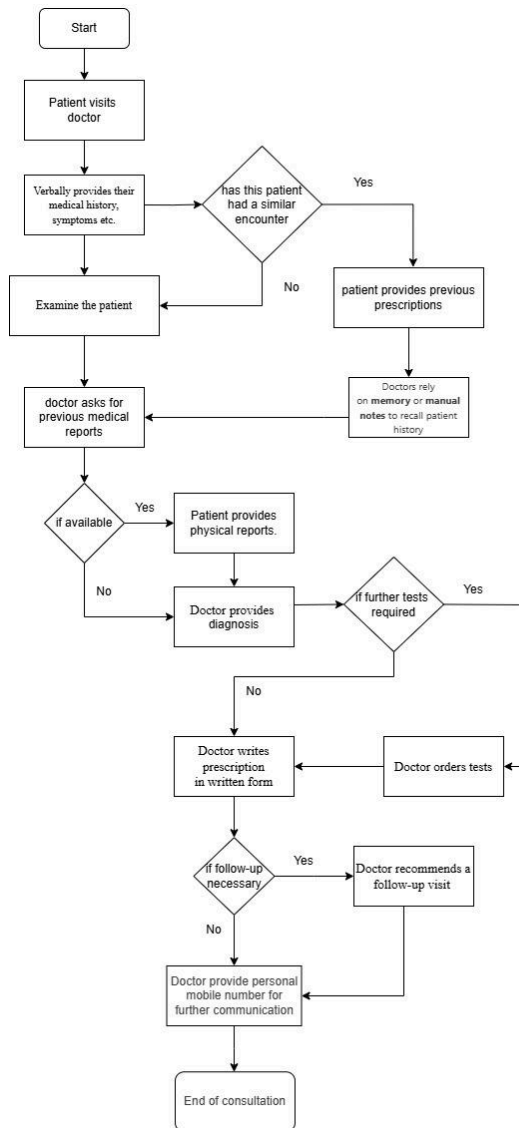 Start
Patient visits
doctor
Verbally provides their
medical history,
symptoms etc.
has this patient
had a similar
encounter
Yes
No
Examine the patient
patient provides previous
prescriptions
doctor asks for
previous medical
reports
Doctors rely
on memory or manual
notes to recall patient
history
if available
Yes
Patient provides
physical reports.
No
Doctor provides
diagnosis
if further tests
required
Yes
No
Doctor writes
prescription
in written form
Doctor orders tests
if follow-up
necessary
Yes
Doctor recommends a
follow-up visit
No
Doctor provide personal
mobile number for
further communication
End of consultation